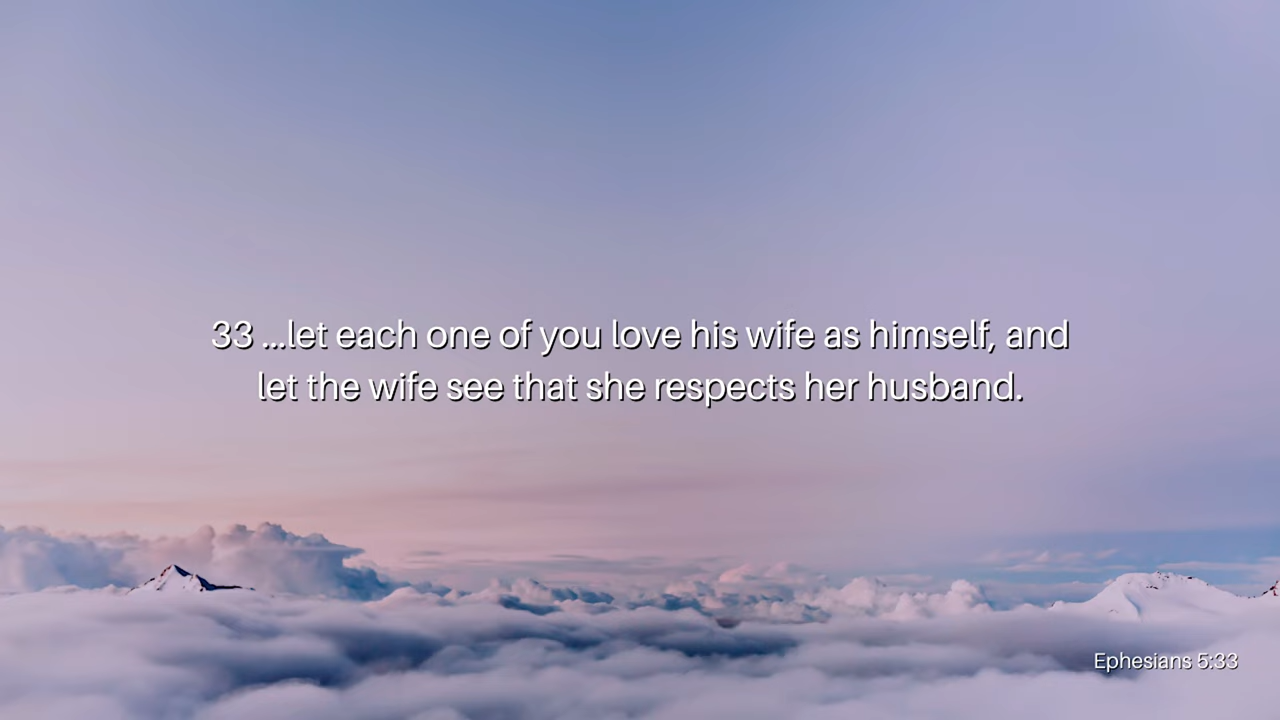 33 ...let each one of you love his wife as himself, and
let the wife see that she respects her husband.
Ephesians 5:33